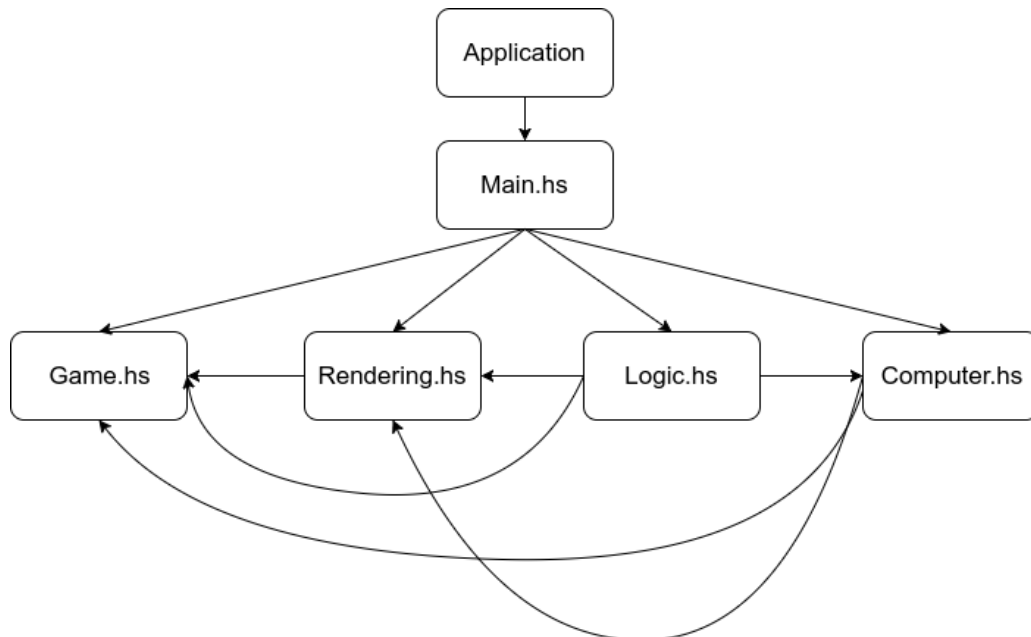 Application
Main.hs
Game.hs
Rendering.hs
Logic.hs
Computer.hs